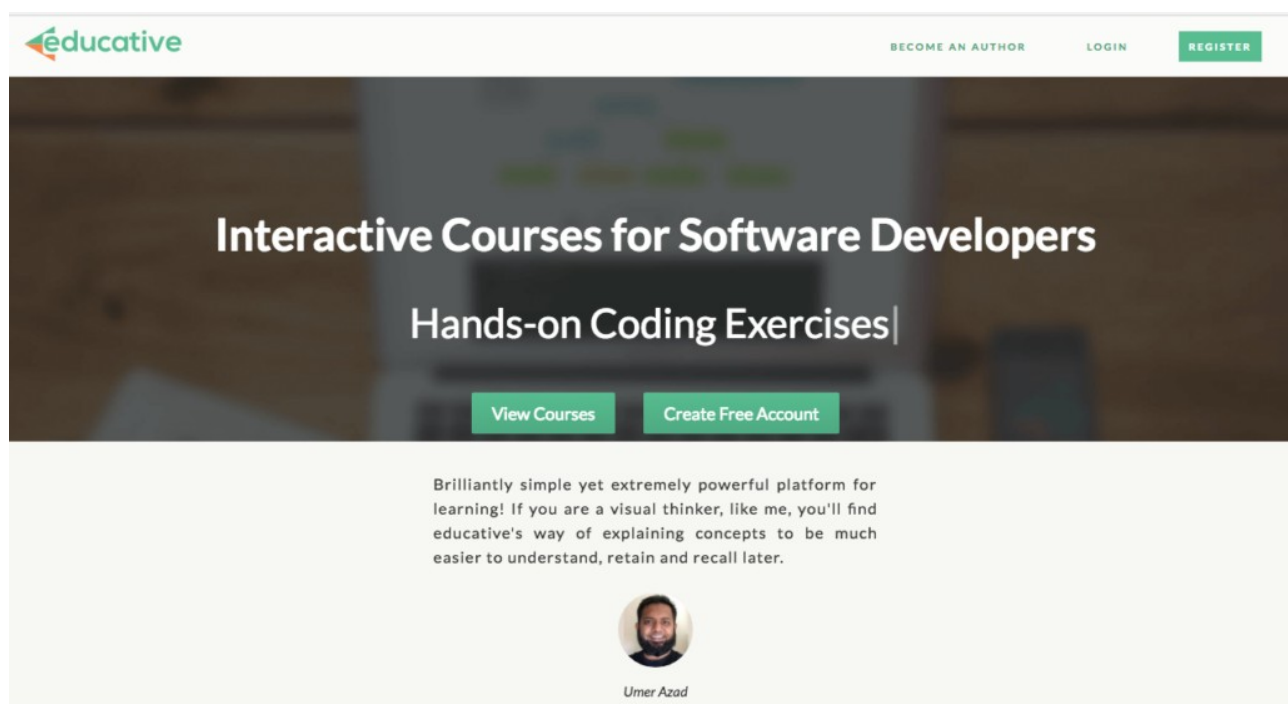 educative
BECOME AN AUTHOR
LOGIN
REGISTER
Interactive Courses for Software Developers
Hands-on Coding Exercises
View Courses
Create Free Account
Brilliantly simple yet extremely powerful platform for
learning! If you are a visual thinker, like me, you'll find
educative's way of explaining concepts to be much
easier to understand, retain and recall later.
Umer Azad